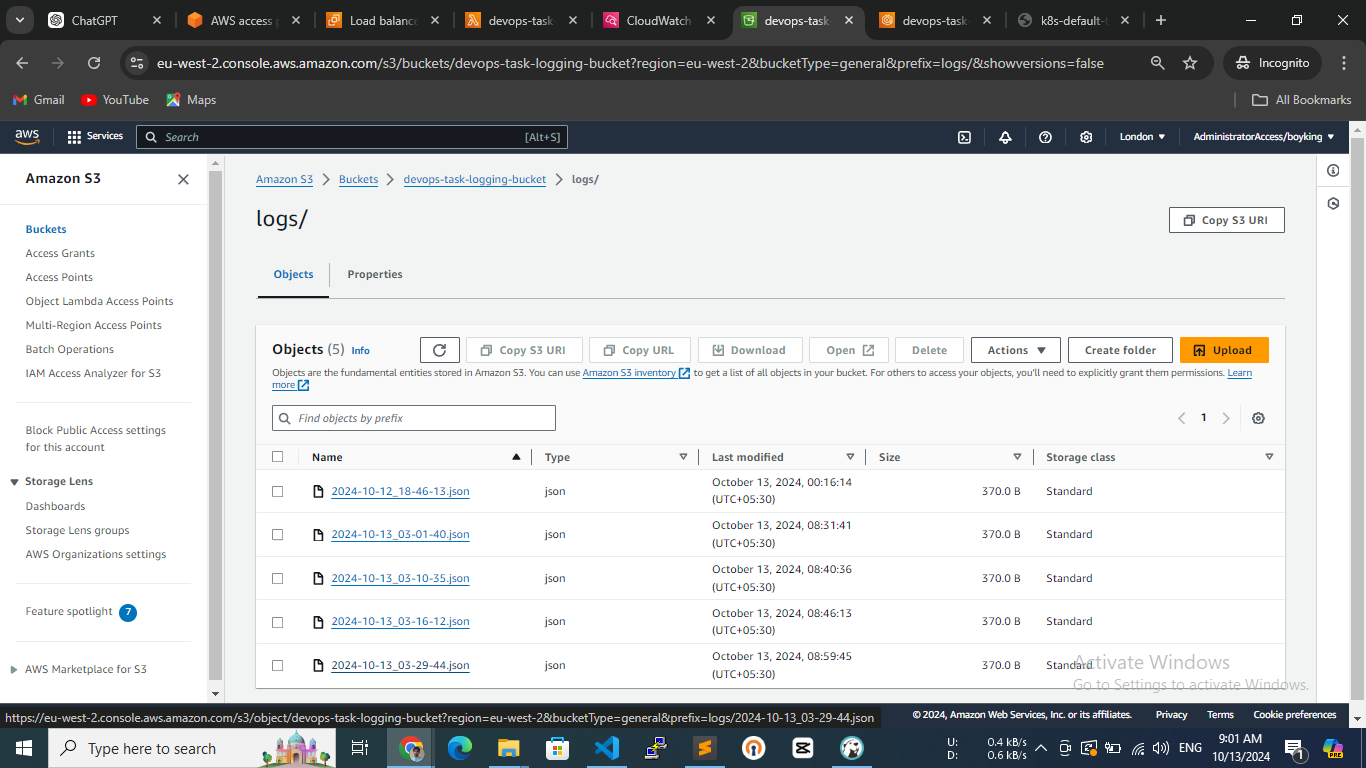 ChatGPT
AWS access p
Load balance
devops-task-
CloudWatch
devops-task-
devops-task-
k8s-default-
eu-west-2.console.aws.amazon.com/s3/buckets/devops-task-logging-bucket?region=eu-west-2&bucketType=general&prefix=logs/&showversions=false
Incognito
Gmail
YouTube
Maps
All Bookmarks
aws
Services
Search
[Alt+S]
London
AdministratorAccess/boyking
Amazon S3
Buckets
Access Grants
Access Points
Object Lambda Access Points
Multi-Region Access Points
Batch Operations
IAM Access Analyzer for S3
Block Public Access settings
for this account
Storage Lens
Dashboards
Storage Lens groups
AWS Organizations settings
Feature spotlight 7
AWS Marketplace for S3
Amazon S3 > Buckets > devops-task-logging-bucket > logs/
logs/
Copy S3 URI
Objects
Properties
Objects (5) Info
Copy S3 URI
Copy URL
Download
Open
Delete
Actions
Create folder
Upload
Objects are the fundamental entities stored in Amazon S3. You can use Amazon S3 inventory to get a list of all objects in your bucket. For others to access your objects, you'll need to explicitly grant them permissions. Learn
more
Find objects by prefix
1
Name Type Last modified Size Storage class
2024-10-12_18-46-13.json json October 13, 2024, 00:16:14 370.0 B Standard
(UTC+05:30)
2024-10-13_03-01-40.json json October 13, 2024, 08:31:41 370.0 B Standard
(UTC+05:30)
2024-10-13_03-10-35.json json October 13, 2024, 08:40:36 370.0 B Standard
(UTC+05:30)
2024-10-13_03-16-12.json json October 13, 2024, 08:46:13 370.0 B Standard
(UTC+05:30)
2024-10-13_03-29-44.json json October 13, 2024, 08:59:45 370.0 B Standard
(UTC+05:30)
Activate Windows
Go to Settings to activate Windows.
https://eu-west-2.console.aws.amazon.com/s3/object/devops-task-logging-bucket?region=eu-west-2&bucketType=general&prefix=logs/2024-10-13_03-29-44.json
© 2024, Amazon Web Services, Inc. or its affiliates.
Privacy
Terms
Cookie preferences
Type here to search
U: 0.4 kB/s
D: 0.6 kB/s
ENG
9:01 AM
10/13/2024
1
PRE